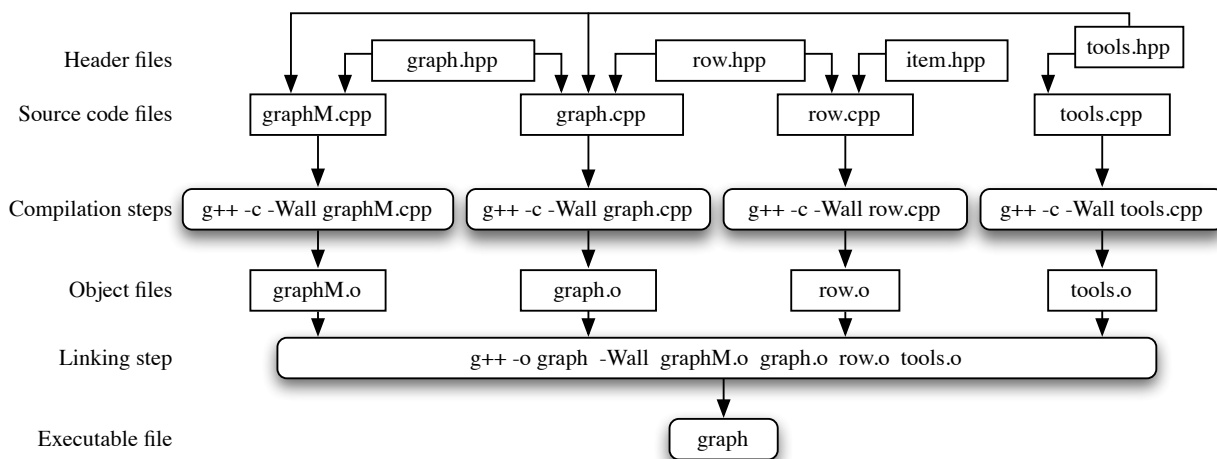 Header files graph.hpp row.hpp item.hpp tools.hpp
Source code files graphM.cpp graph.cpp row.cpp tools.cpp
Compilation steps g++ -c -Wall graphM.cpp g++ -c -Wall graph.cpp g++ -c -Wall row.cpp g++ -c -Wall tools.cpp
Object files graphM.o graph.o row.o tools.o
Linking step g++ -o graph -Wall graphM.o graph.o row.o tools.o
Executable file graph